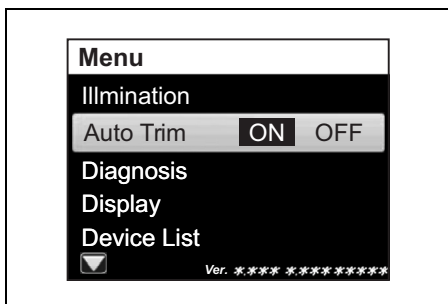 Menu
Illmination
Auto Trim ON OFF
Diagnosis
Display
Device List
Ver. *.*** *.*** *****